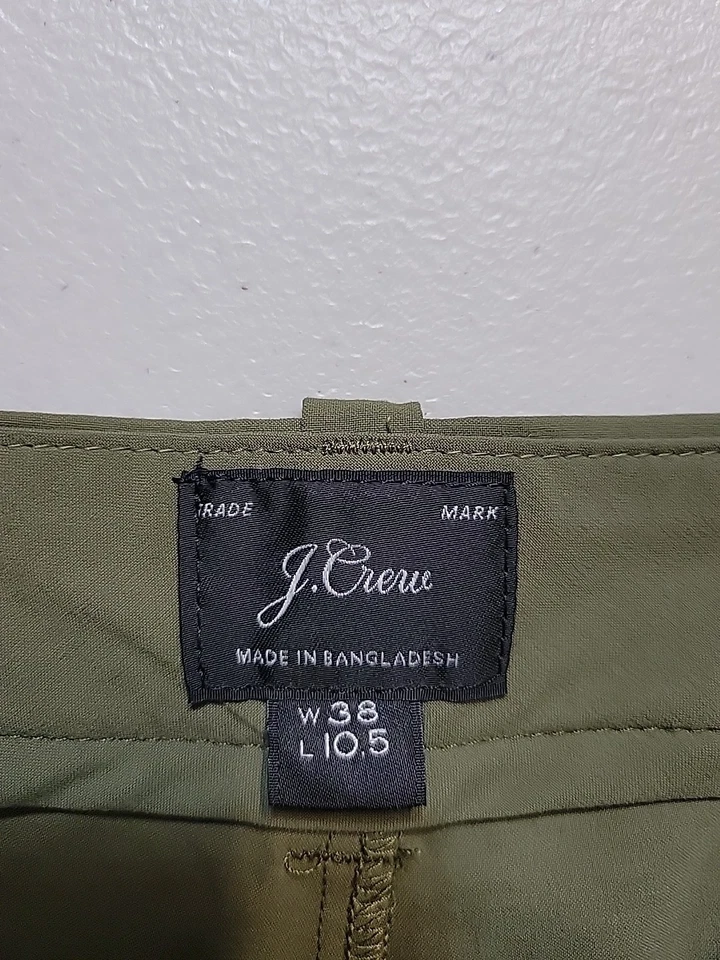 TRADE MARK
J.Crew
MADE IN BANGLADESH
W 38
L 10.5